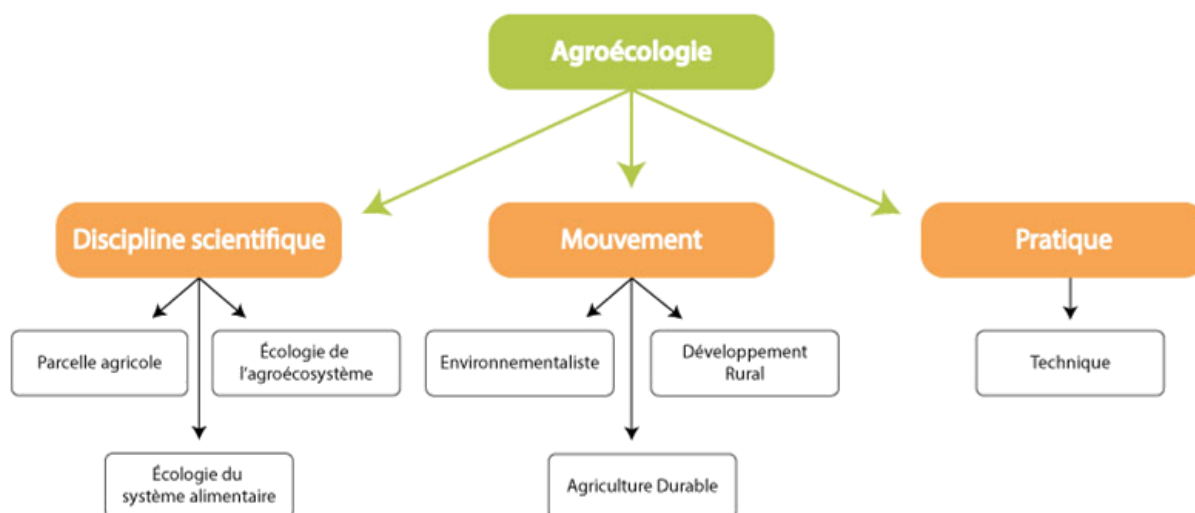 Agroécologie
Discipline scientifique
Mouvement
Pratique
Parcelle agricole
Écologie de
l'agroécosystème
Environnementaliste
Développement
Rural
Technique
Écologie du
système alimentaire
Agriculture Durable